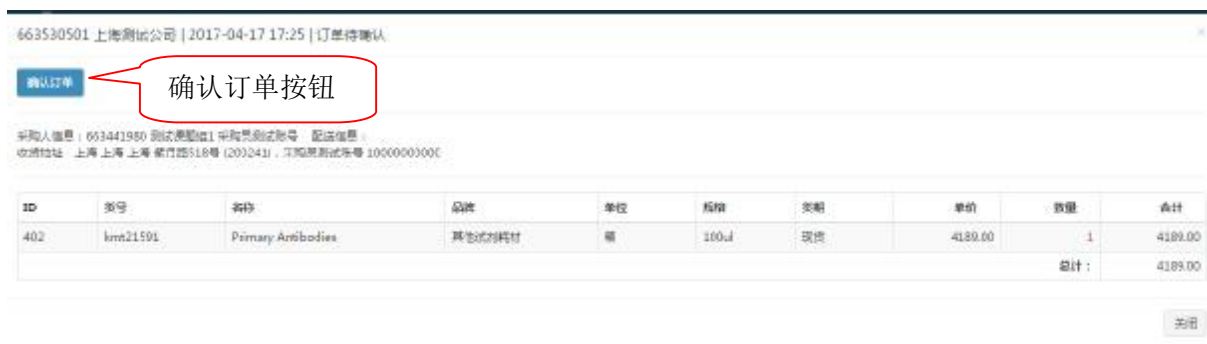 663530501 上海测试公司 | 2017-04-17 17:25 | 订单待确认
确认订单
确认订单按钮
采购人信息：663441980 测试课题组1 采购员测试账号 配送信息：
收货地址 上海 上海 上海 紫月路518号 (200241)，采购员测试账号
ID 货号 名称 品牌 单位 规格 货期 单价 数量 合计
402 kmt21591 Primary Antibodies 其他试剂耗材 100ul 现货 4189.00 1 4189.00
总计： 4189.00
关闭